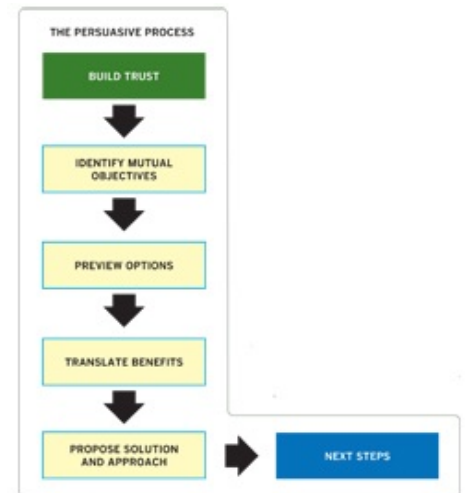 THE PERSUASIVE PROCESS
BUILD TRUST
IDENTIFY MUTUAL
OBJECTIVES
PREVIEW OPTIONS
TRANSLATE BENEFITS
PROPOSE SOLUTION
AND APPROACH
NEXT STEPS